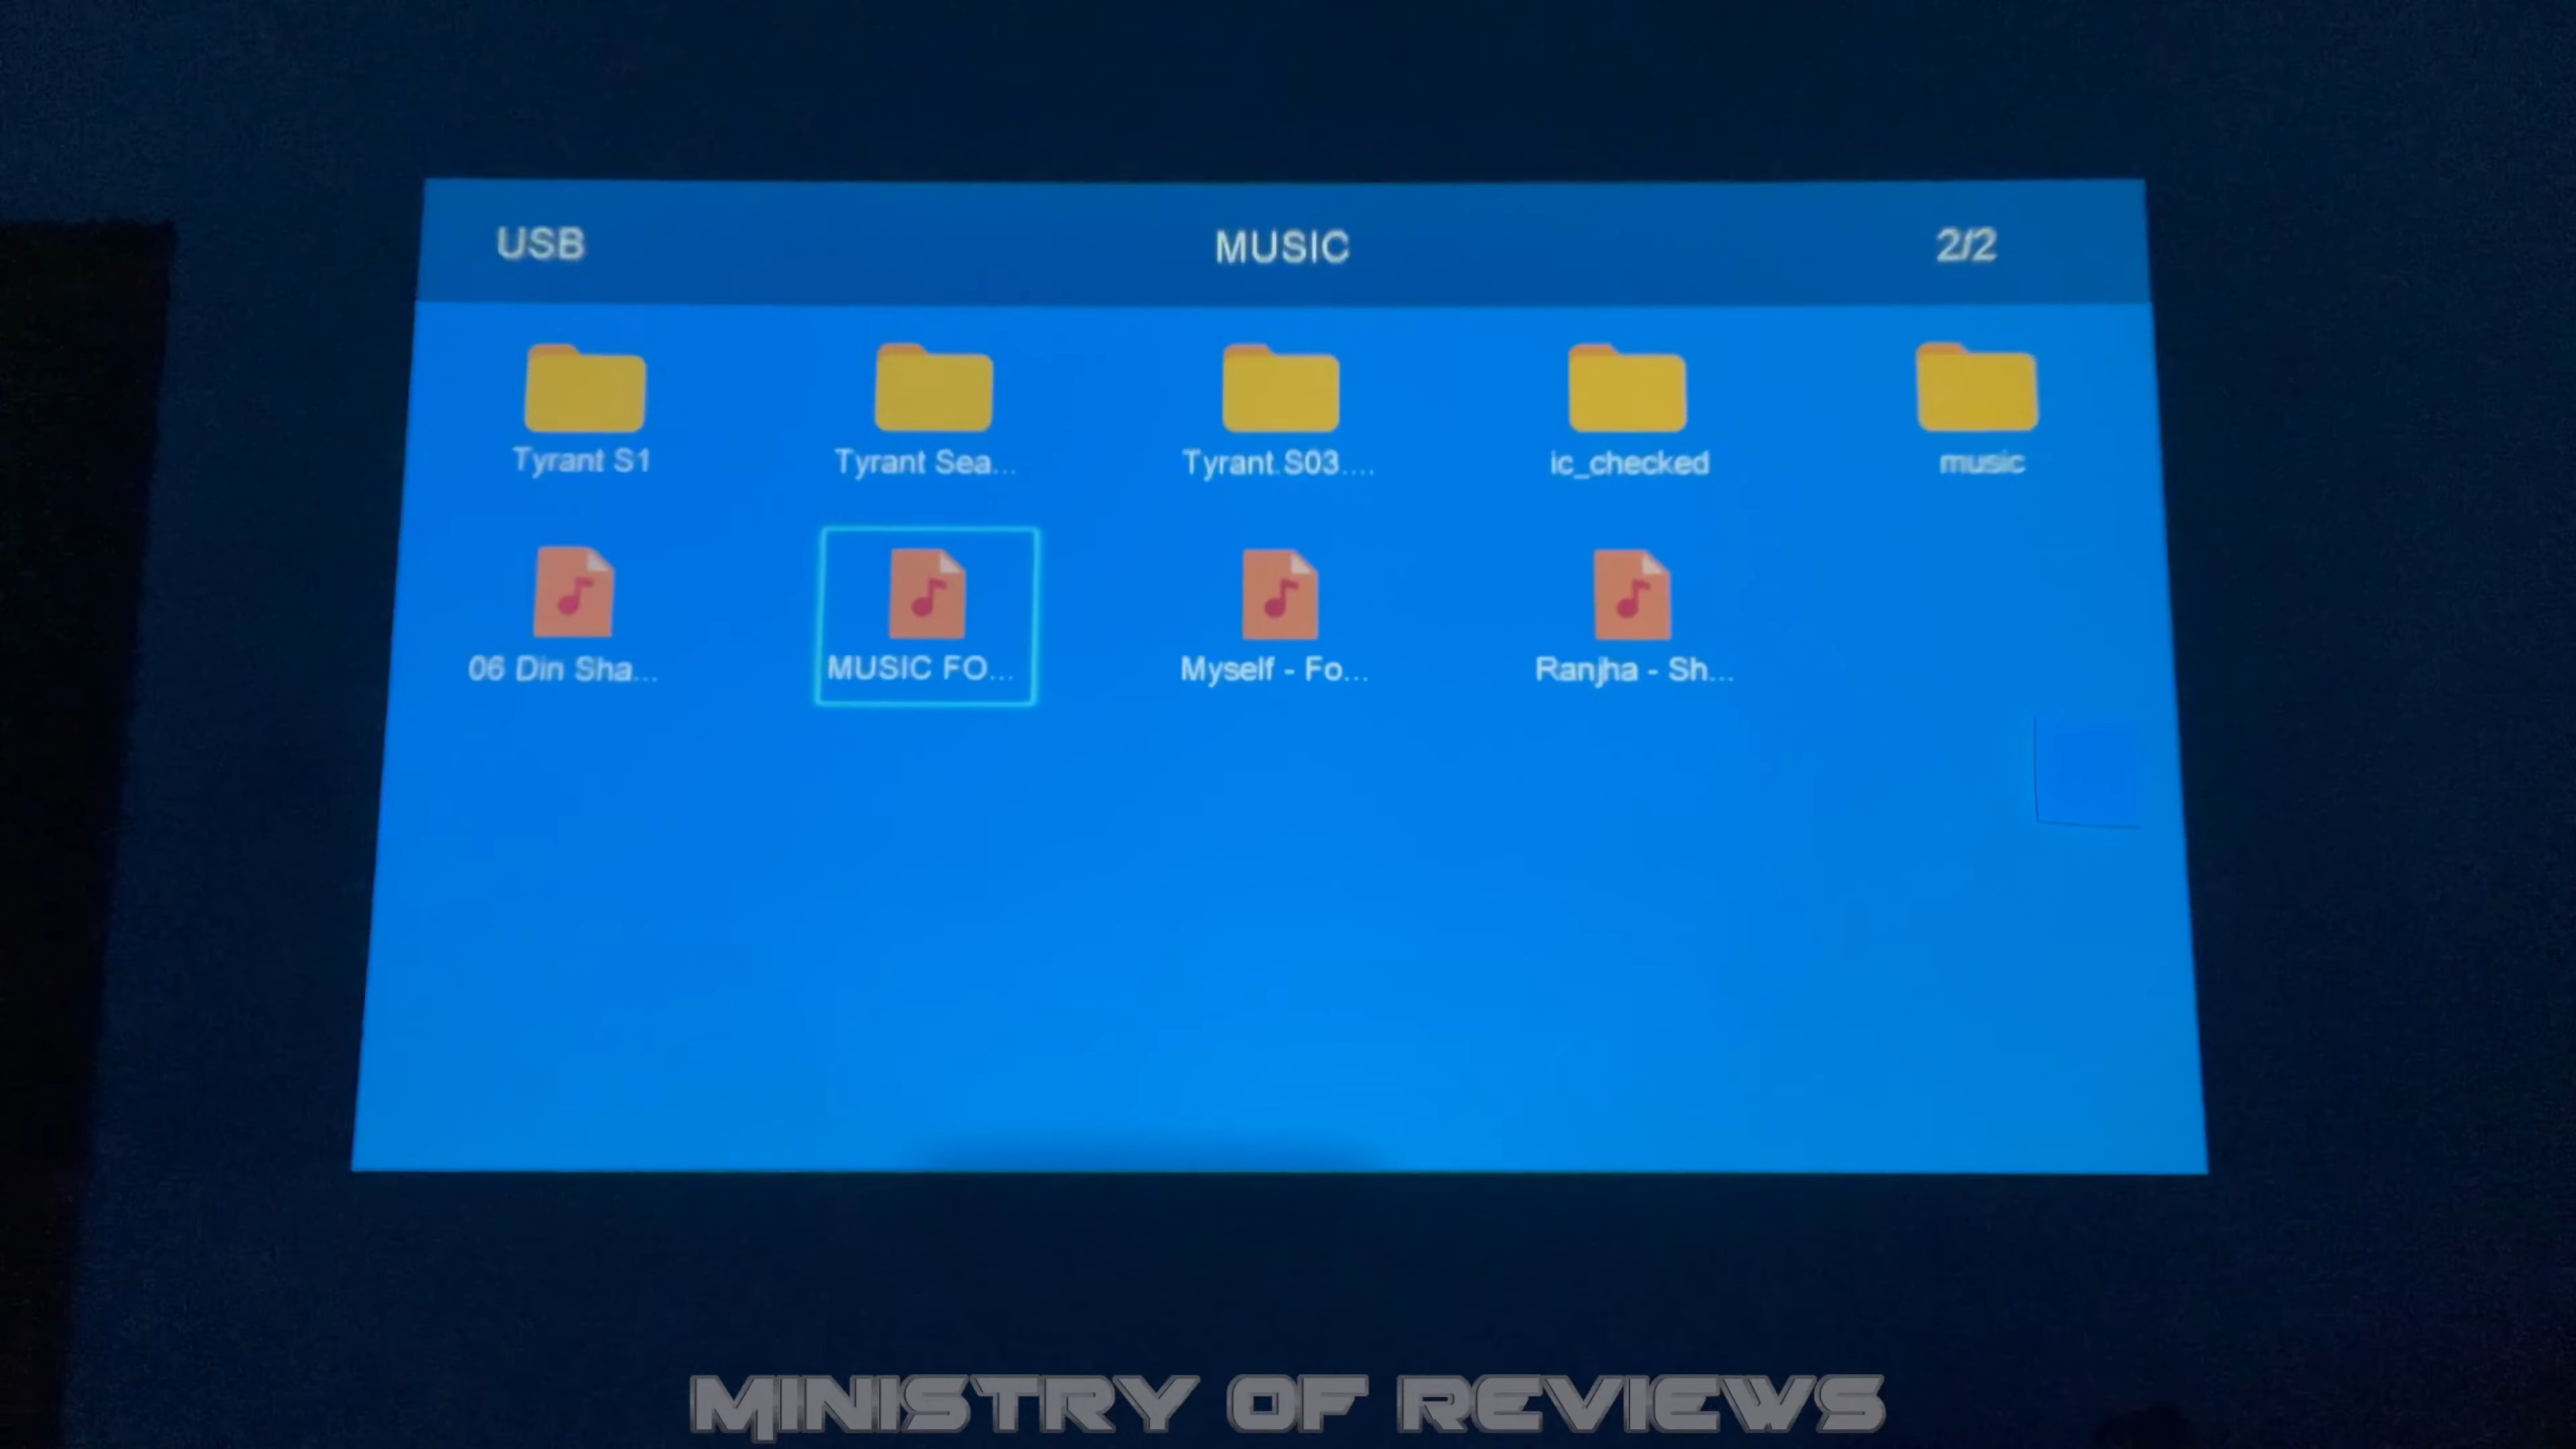 USB MUSIC 2/2
Tyrant S1 Tyrant Sea... Tyrant.S03.... ic_checked music
06 Din Sha... MUSIC FO... Myself - Fo... Ranjha - Sh...
MINISTRY OF REVIEWS